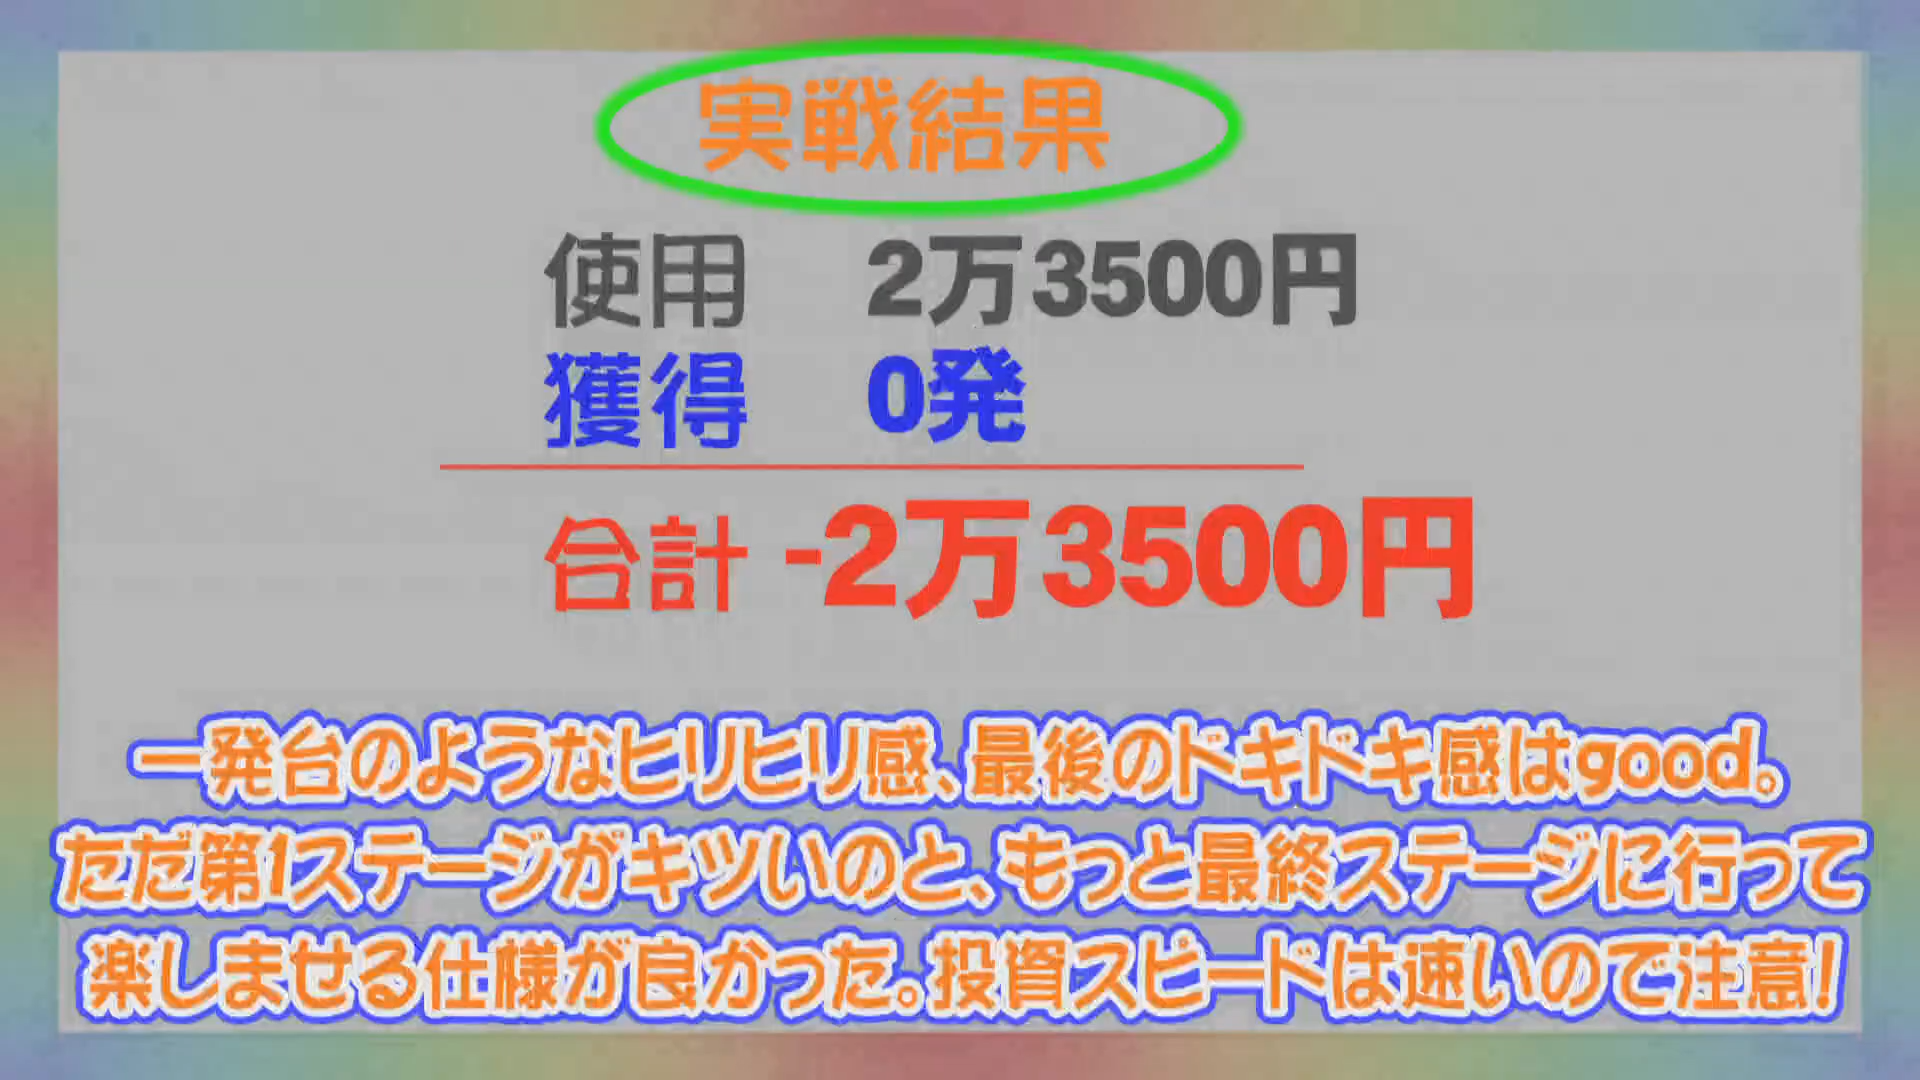 実戦結果
使用 2万3500円
獲得 0発
合計 -2万3500円
一発台のようなヒリヒリ感、最後のドキドキ感はgood。
ただ第1ステージがキツいのと、もっと最終ステージに行って
楽しませる仕様が良かった。投資スピードは速いので注意!